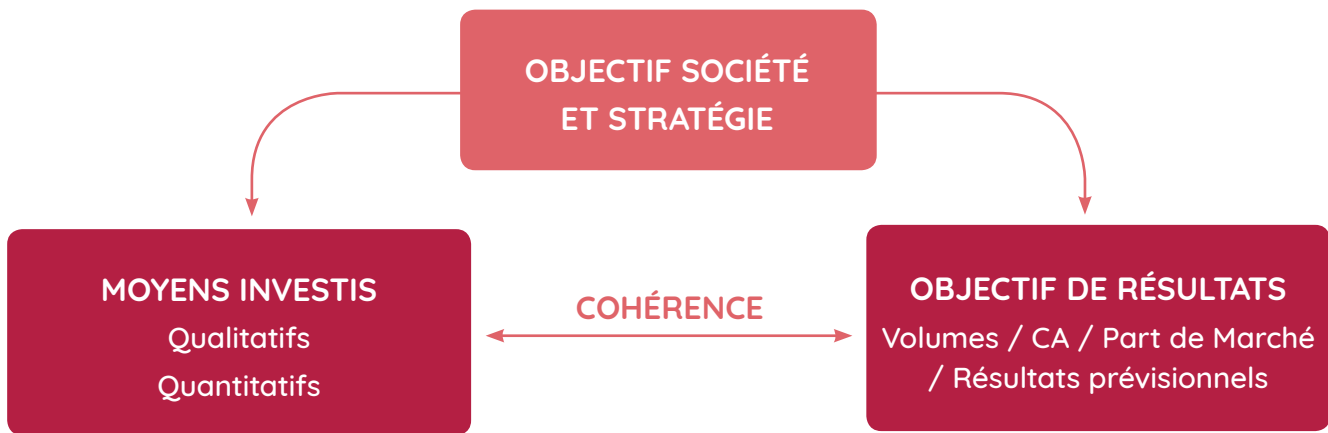 OBJECTIF SOCIÉTÉ
ET STRATÉGIE
MOYENS INVESTIS
Qualitatifs
Quantitatifs
COHÉRENCE
OBJECTIF DE RÉSULTATS
Volumes / CA / Part de Marché
/ Résultats prévisionnels